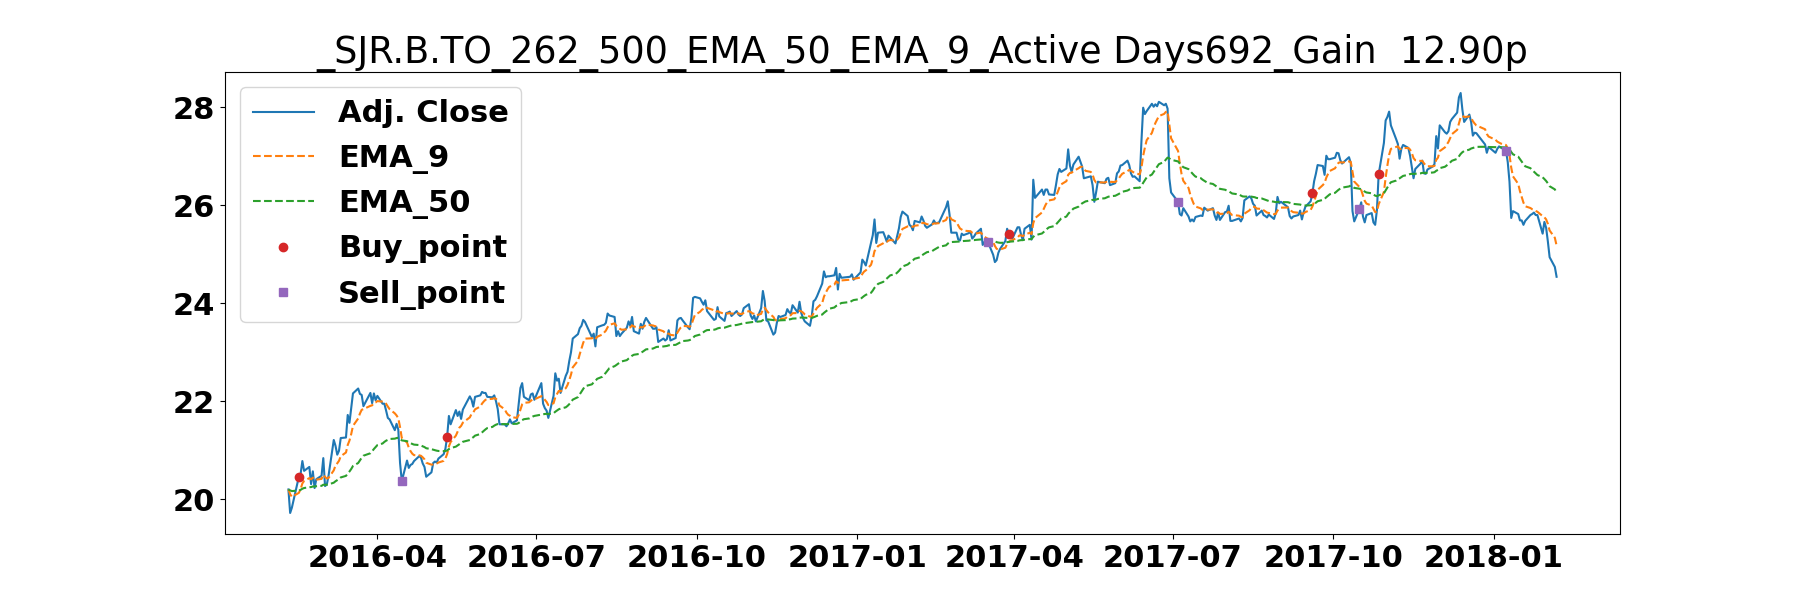 _SJR.B.TO_262_500_EMA_50_EMA_9_Active Days692_Gain  12.90p
Adj. Close
EMA_9
EMA_50
Buy_point
Sell_point
28
26
24
22
20
2016-04 2016-07 2016-10 2017-01 2017-04 2017-07 2017-10 2018-01